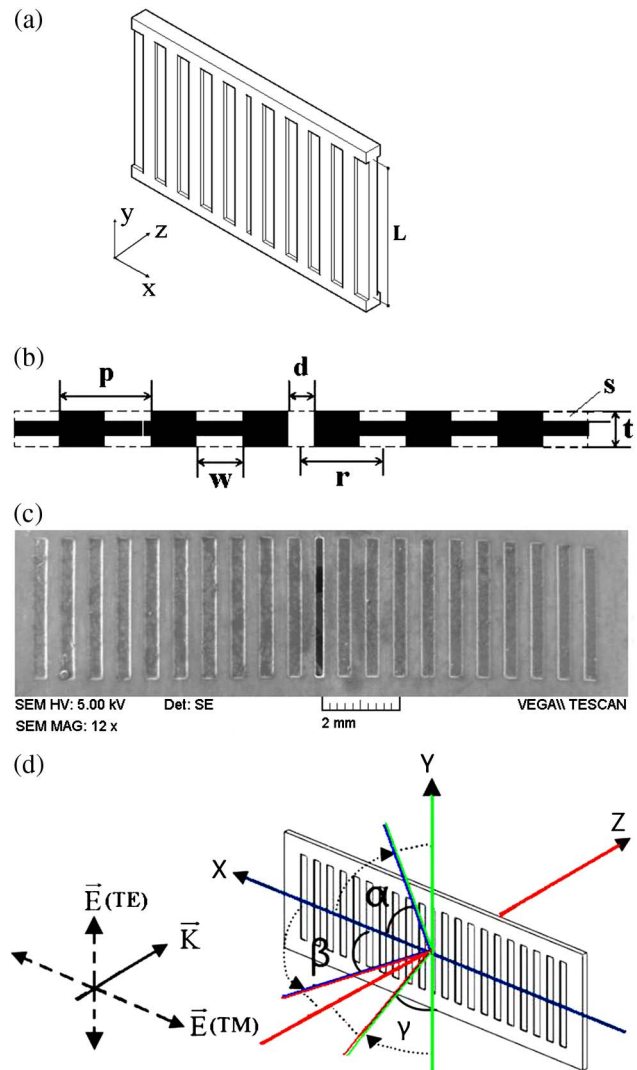 (a)
y
z
x
L
(b)
p
d
s
t
w
r
(c)
SEM HV: 5.00 kV Det: SE VEGA\\ TESCAN
SEM MAG: 12 x 2 mm
(d)
Y
Z
X
E(TE)
K
E(TM)
α
β
γ